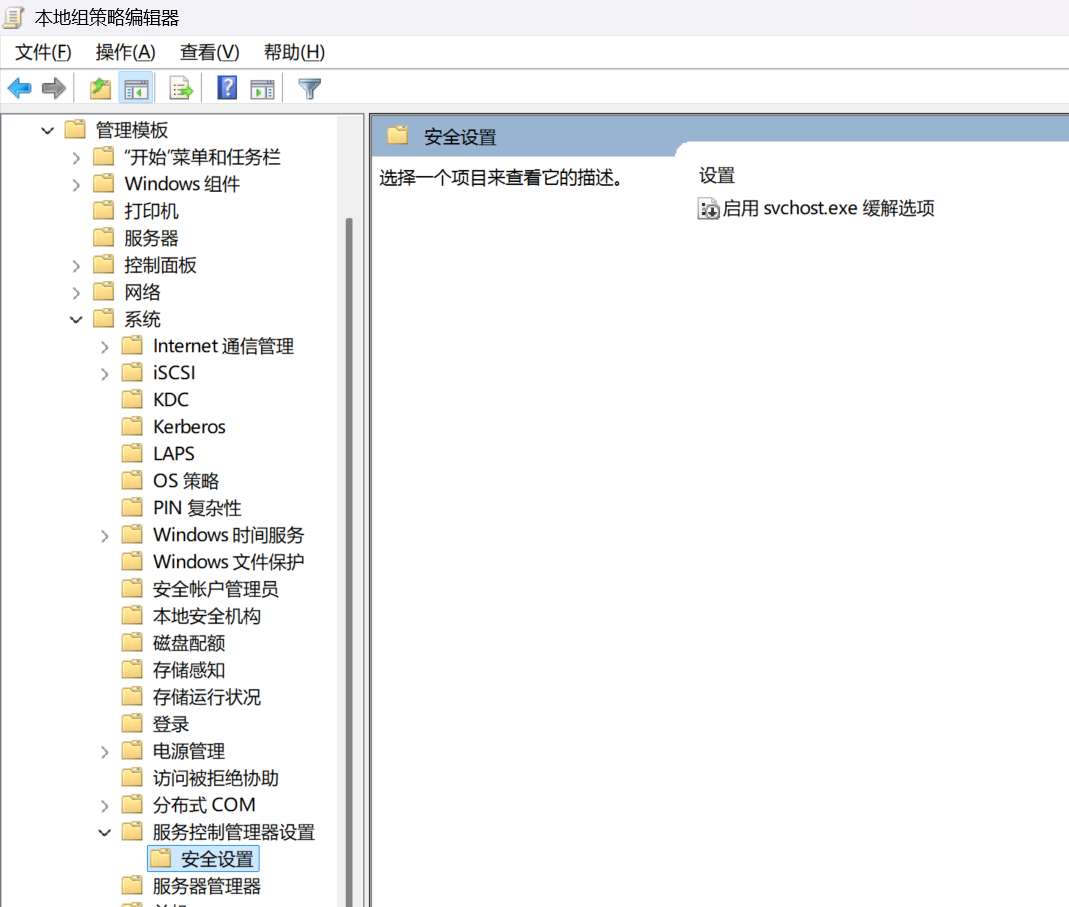 本地组策略编辑器
文件(F) 操作(A) 查看(V) 帮助(H)
管理模板
“开始”菜单和任务栏
Windows 组件
打印机
服务器
控制面板
网络
系统
Internet 通信管理
iSCSI
KDC
Kerberos
LAPS
OS 策略
PIN 复杂性
Windows 时间服务
Windows 文件保护
安全帐户管理员
本地安全机构
磁盘配额
存储感知
存储运行状况
登录
电源管理
访问被拒绝协助
分布式 COM
服务控制管理器设置
安全设置
服务器管理器
安全设置
选择一个项目来查看它的描述。
设置
启用 svchost.exe 缓解选项